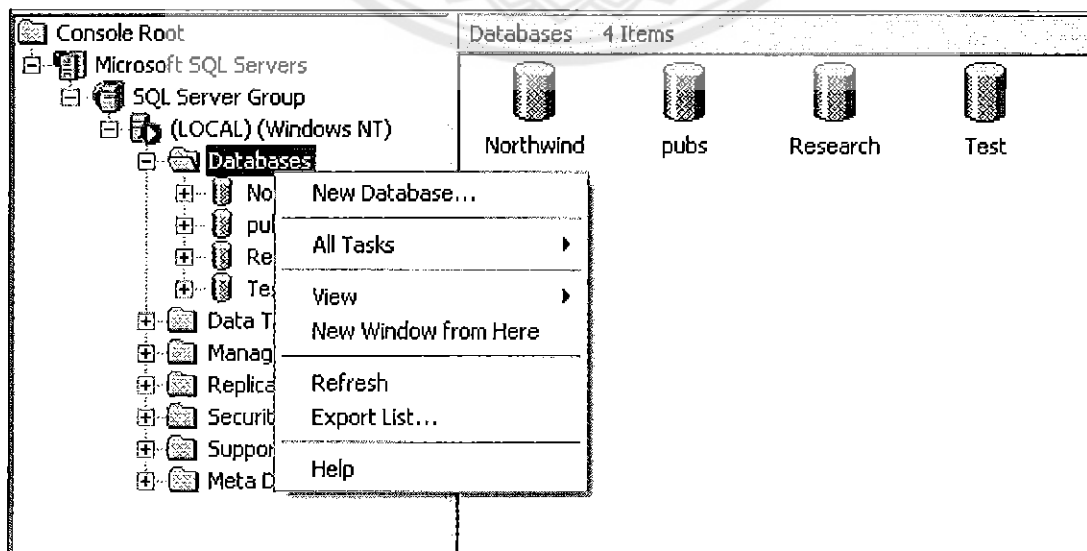 Console Root
Microsoft SQL Servers
SQL Server Group
(LOCAL) (Windows NT)
Databases
No
pub
Re
Tes
Data T
Manag
Replica
Securit
Suppor
Meta D
New Database...
All Tasks
View
New Window from Here
Refresh
Export List...
Help
Databases 4 Items
Northwind pubs Research Test